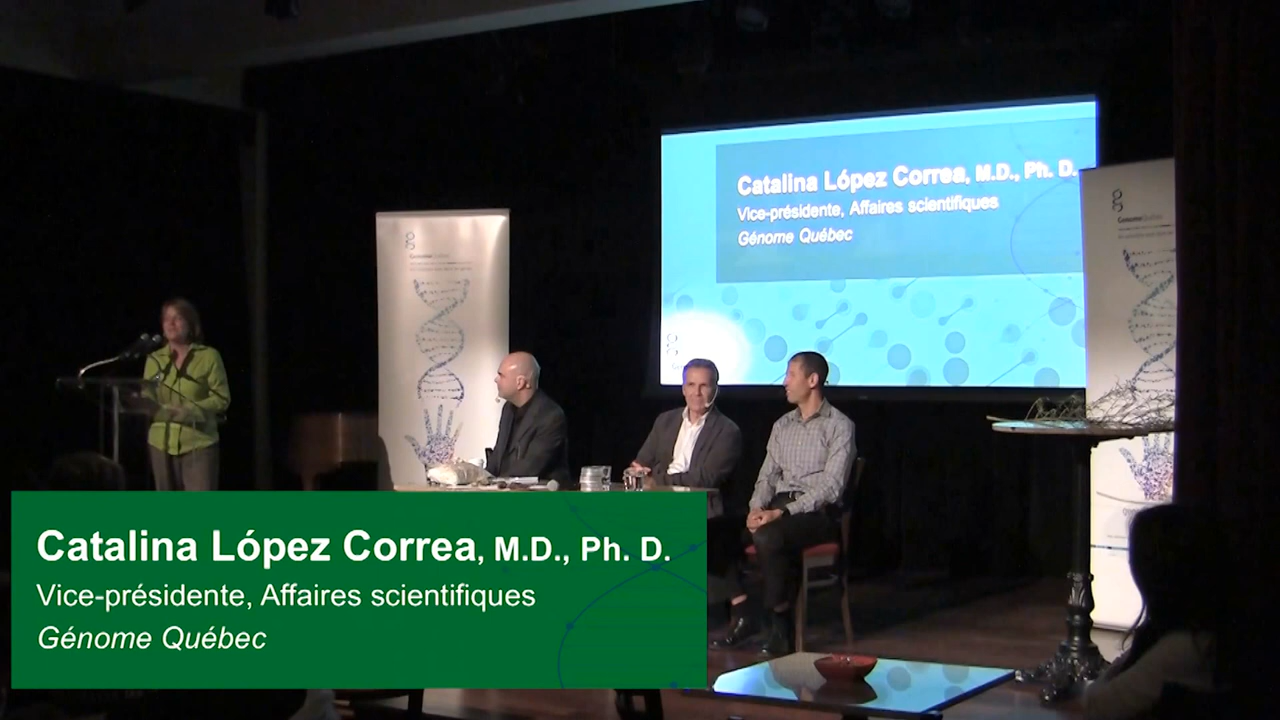 Catalina López Correa, M.D., Ph. D.
Vice-présidente, Affaires scientifiques
Génome Québec
GénomeQuébec
Catalina López Correa, M.D., Ph. D.
Vice-présidente, Affaires scientifiques
Génome Québec